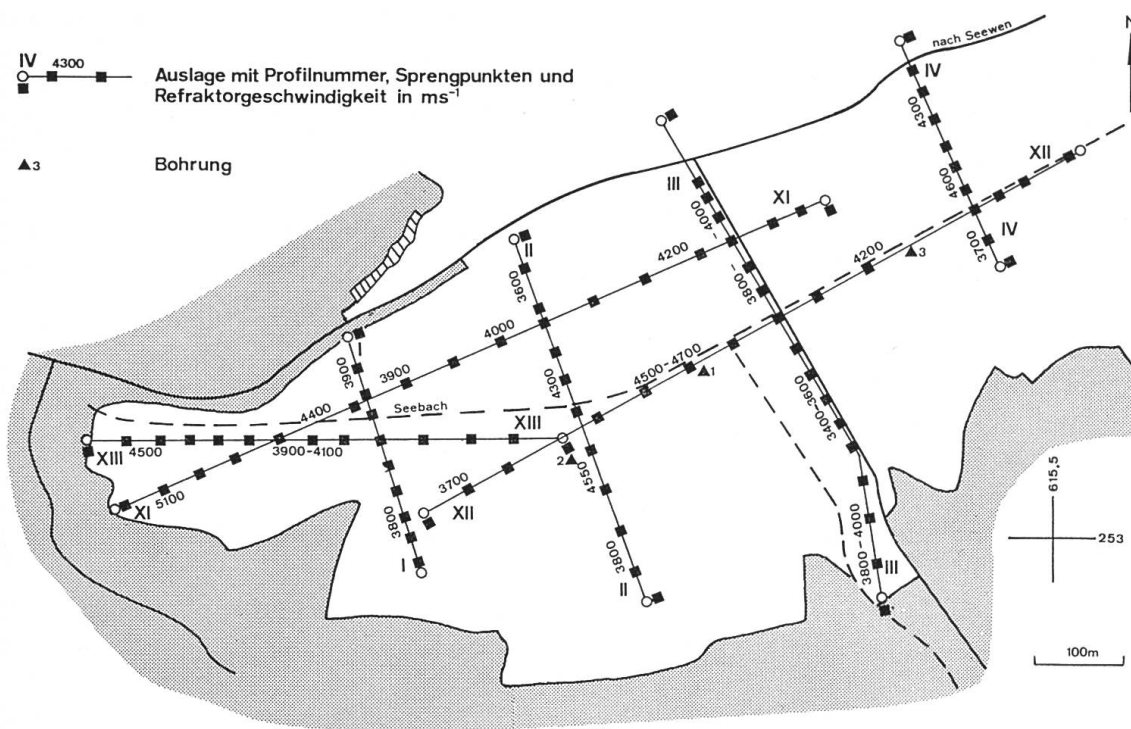 IV
4300
Auslage mit Profilnummer, Sprengpunkten und
Refraktorgeschwindigkeit in ms⁻¹
▲3
Bohrung
nach Seewen
N
IV
4300
4600
XII
IV
3700
III
-4000
3800-
XI
4200
4200
3
II
3600
4000
3900
3900
4400
4300
4500-4700
1
Seebach
XIII
4500
3900-4100
XIII
2
4550
3400-3600
XI
5100
3700
XII
3800
I
3800
II
3800-4000
III
615,5
253
100m